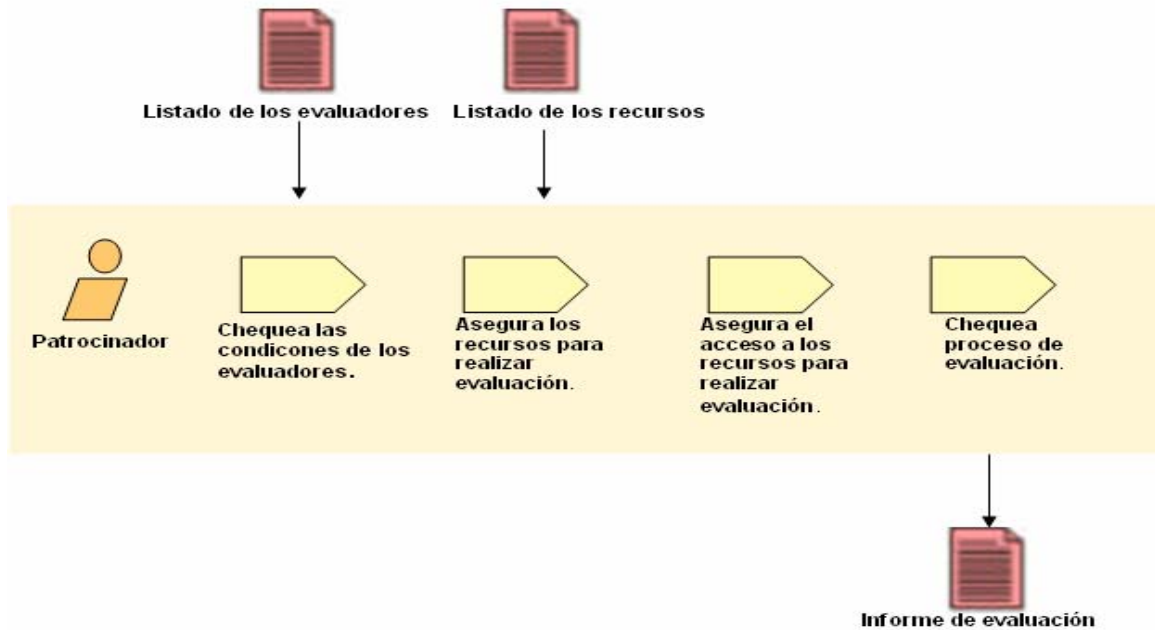 Listado de los evaluadores
Listado de los recursos
Patrocinador
Chequea las
condicones de los
evaluadores.
Asegura los
recursos para
realizar
evaluación.
Asegura el
acceso a los
recursos para
realizar
evaluación.
Chequea
proceso de
evaluación.
Informe de evaluación